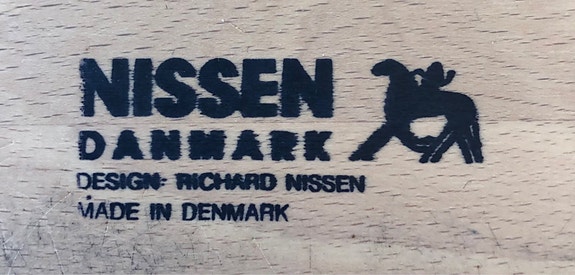 NISSEN
DANMARK
DESIGN: RICHARD NISSEN
MADE IN DENMARK